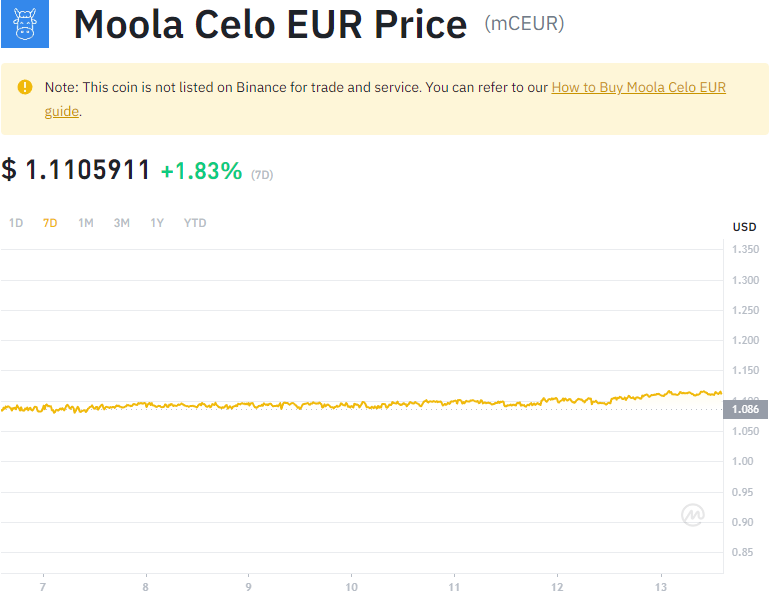 Moola Celo EUR Price (mCEUR)
Note: This coin is not listed on Binance for trade and service. You can refer to our How to Buy Moola Celo EUR
guide.
$ 1.1105911 +1.83% (7D)
1D 7D 1M 3M 1Y YTD
USD
1.350
1.300
1.250
1.200
1.150
1.086
1.050
1.00
0.95
0.90
0.85
7 8 9 10 11 12 13